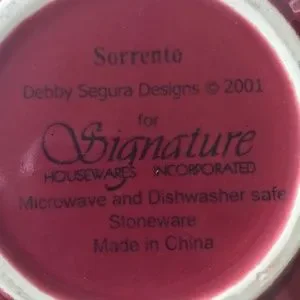 Sorrento
Debby Segura Designs © 2001
for
Signature
HOUSEWARES INCORPORATED
Microwave and Dishwasher safe
Stoneware
Made in China